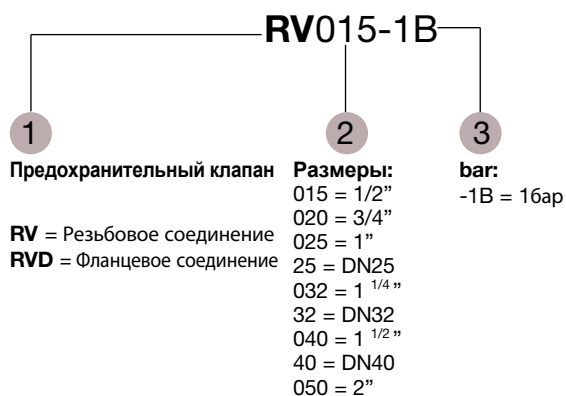 RV015-1B
1
2
3
Предохранительный клапан
RV = Резьбовое соединение
RVD = Фланцевое соединение
Размеры:
015 = 1/2”
020 = 3/4”
025 = 1”
25 = DN25
032 = 1 1/4 ”
32 = DN32
040 = 1 1/2 ”
40 = DN40
050 = 2”
bar:
-1B = 1бар